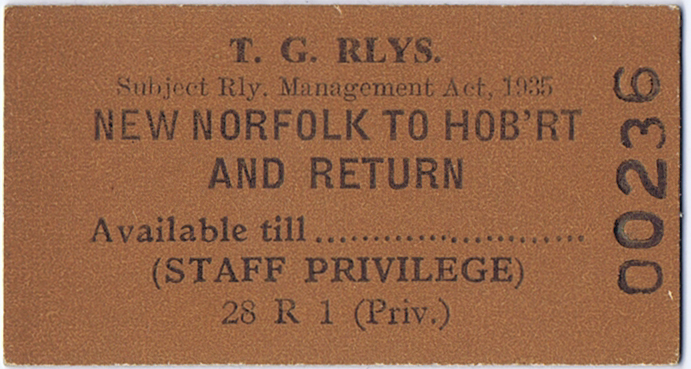 T. G. RLYS.
Subject Rly. Management Act, 1935
NEW NORFOLK TO HOB'RT
AND RETURN
Available till.......................
(STAFF PRIVILEGE)
28 R 1 (Priv.)
00236